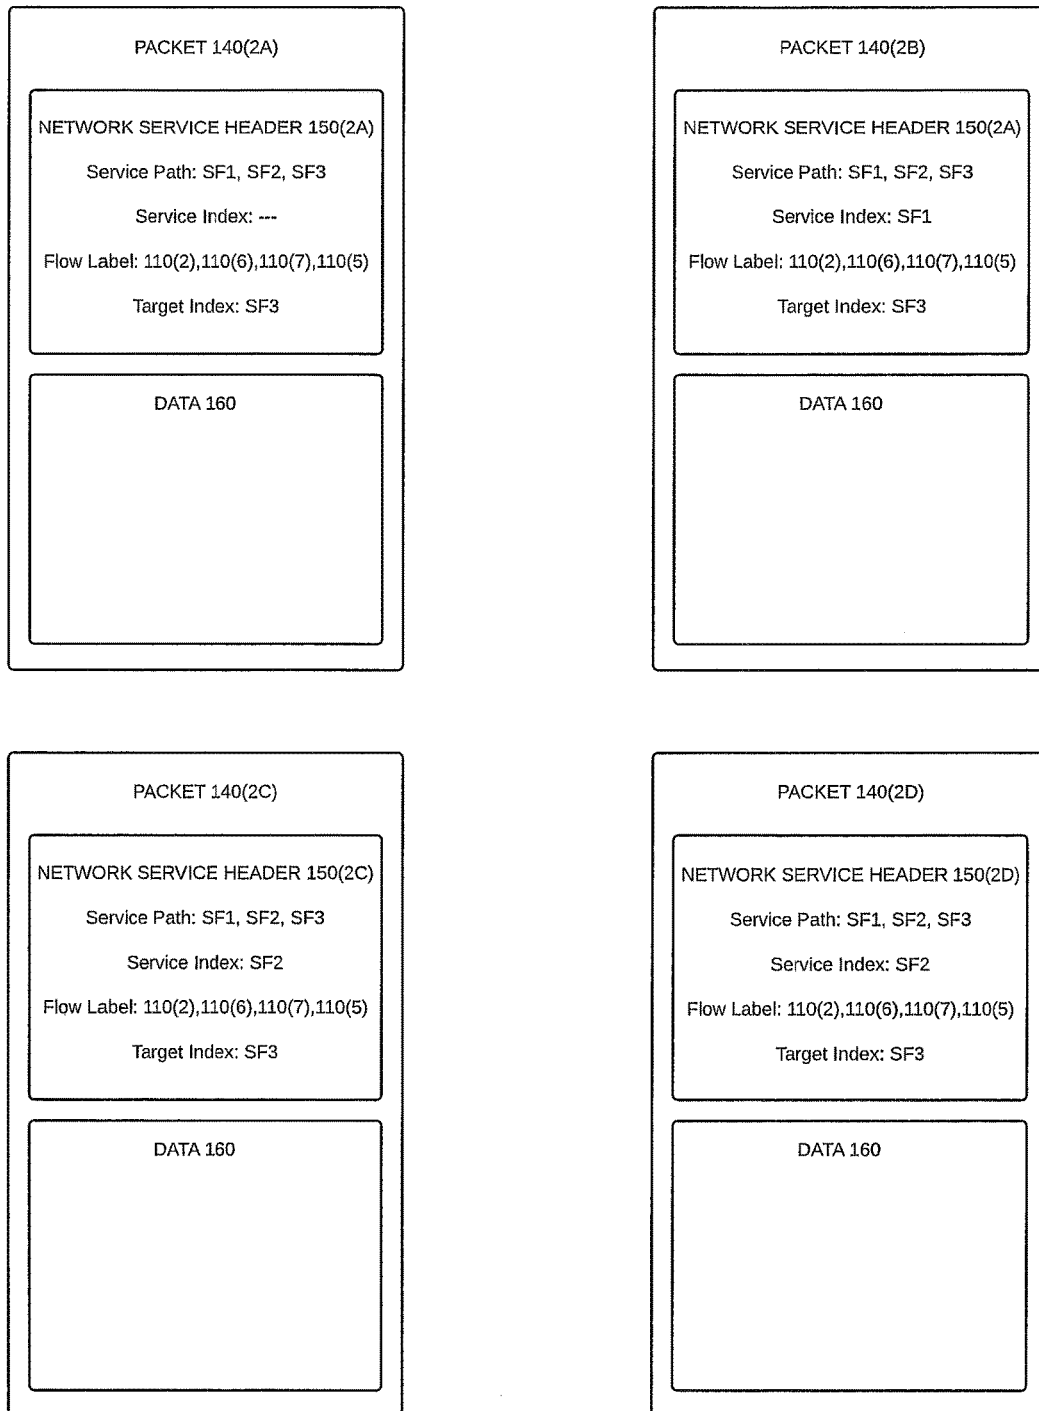 PACKET 140(2A)
NETWORK SERVICE HEADER 150(2A)
Service Path: SF1, SF2, SF3
Service Index: ---
Flow Label: 110(2),110(6),110(7),110(5)
Target Index: SF3
DATA 160
PACKET 140(2B)
NETWORK SERVICE HEADER 150(2A)
Service Path: SF1, SF2, SF3
Service Index: SF1
Flow Label: 110(2),110(6),110(7),110(5)
Target Index: SF3
DATA 160
PACKET 140(2C)
NETWORK SERVICE HEADER 150(2C)
Service Path: SF1, SF2, SF3
Service Index: SF2
Flow Label: 110(2),110(6),110(7),110(5)
Target Index: SF3
DATA 160
PACKET 140(2D)
NETWORK SERVICE HEADER 150(2D)
Service Path: SF1, SF2, SF3
Service Index: SF2
Flow Label: 110(2),110(6),110(7),110(5)
Target Index: SF3
DATA 160